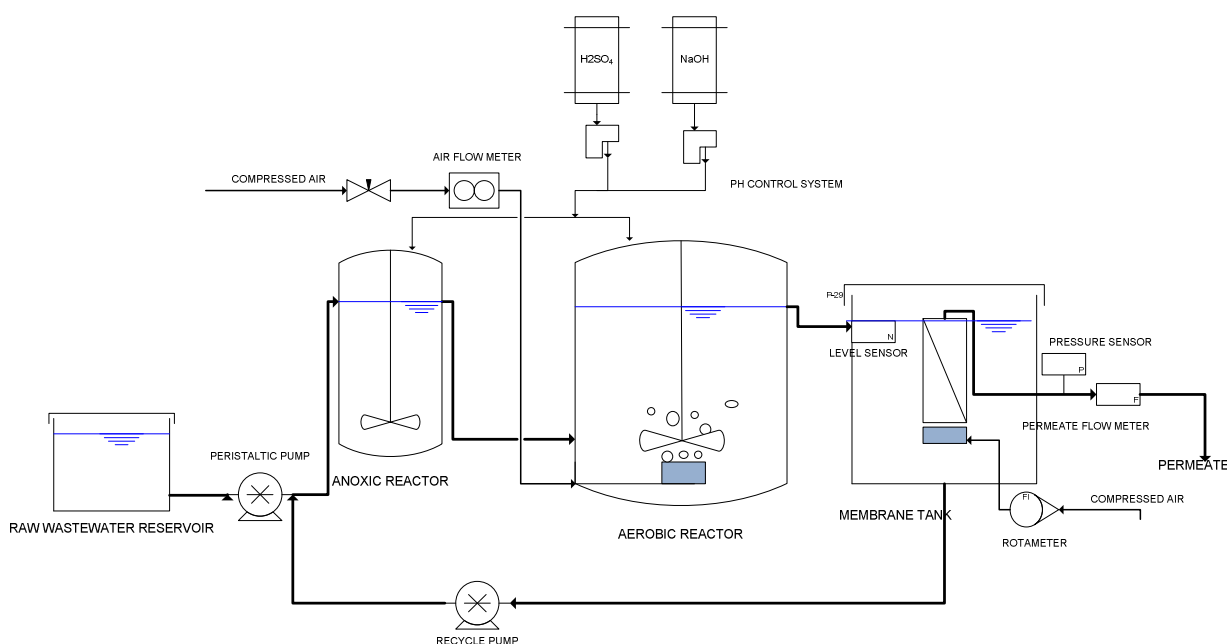 H2SO₄
NaOH
AIR FLOW METER
COMPRESSED AIR
PH CONTROL SYSTEM
P-29
N
LEVEL SENSOR
PRESSURE SENSOR
P
F
PERMEATE FLOW METER
PERISTALTIC PUMP
ANOXIC REACTOR
PERMEATE
RAW WASTEWATER RESERVOIR
AEROBIC REACTOR
MEMBRANE TANK
FI
COMPRESSED AIR
ROTAMETER
RECYCLE PUMP